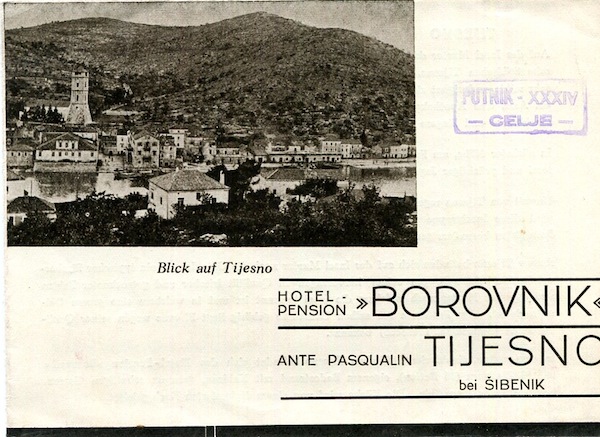 PUTNIK - XXXIV
- CELJE -
Blick auf Tijesno
HOTEL -
PENSION »BOROVNIK«
ANTE PASQUALIN TIJESNO
bei ŠIBENIK